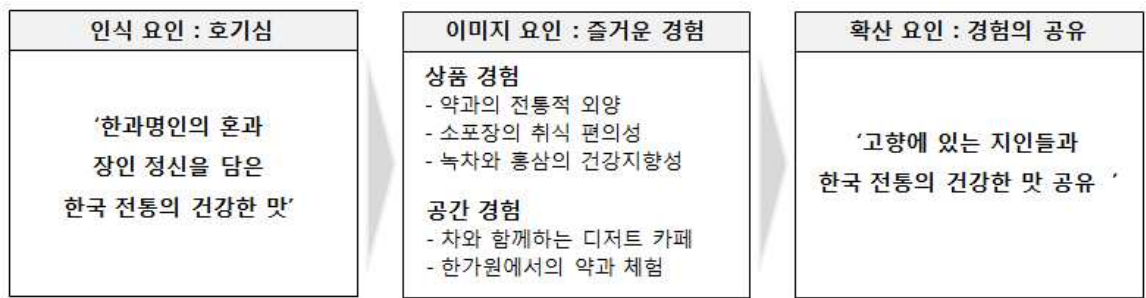 인식 요인 : 호기심
‘한과명인의 혼과
장인 정신을 담은
한국 전통의 건강한 맛’
이미지 요인 : 즐거운 경험
상품 경험
- 약과의 전통적 외양
- 소포장의 취식 편의성
- 녹차와 홍삼의 건강지향성
공간 경험
- 차와 함께하는 디저트 카페
- 한가원에서의 약과 체험
확산 요인 : 경험의 공유
‘고향에 있는 지인들과
한국 전통의 건강한 맛 공유 ’